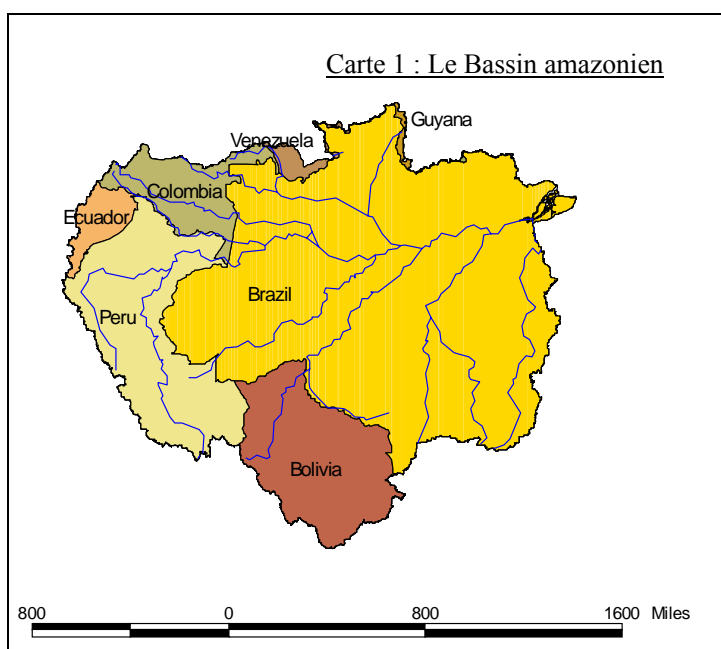 Carte 1 : Le Bassin amazonien
Guyana
Venezuela
Colombia
Ecuador
Brazil
Peru
Bolivia
800 0 800 1600 Miles